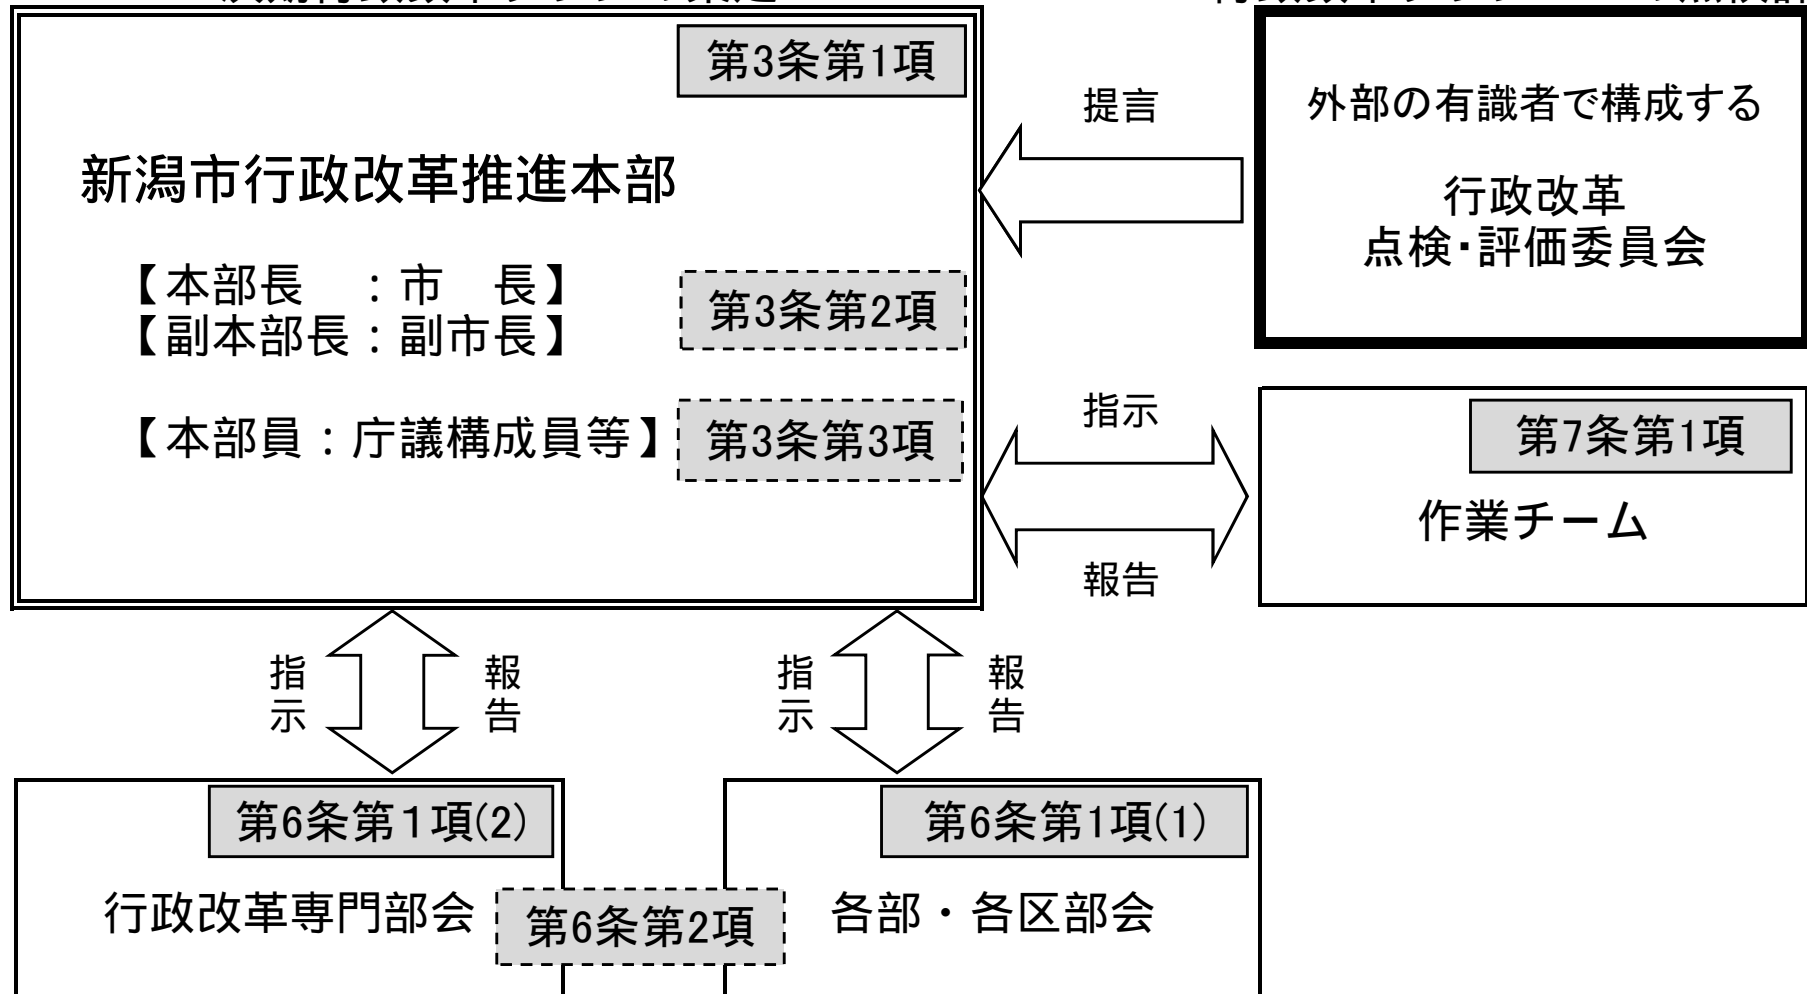 第3条第1項
新潟市行政改革推進本部
【本部長　：市　長】
【副本部長：副市長】
第3条第2項
【本部員：庁議構成員等】
第3条第3項
提言
外部の有識者で構成する
行政改革
点検・評価委員会
指示
報告
第7条第1項
作業チーム
指示
報告
指示
報告
第6条第１項(2)
行政改革専門部会
第6条第2項
第6条第1項(1)
各部・各区部会